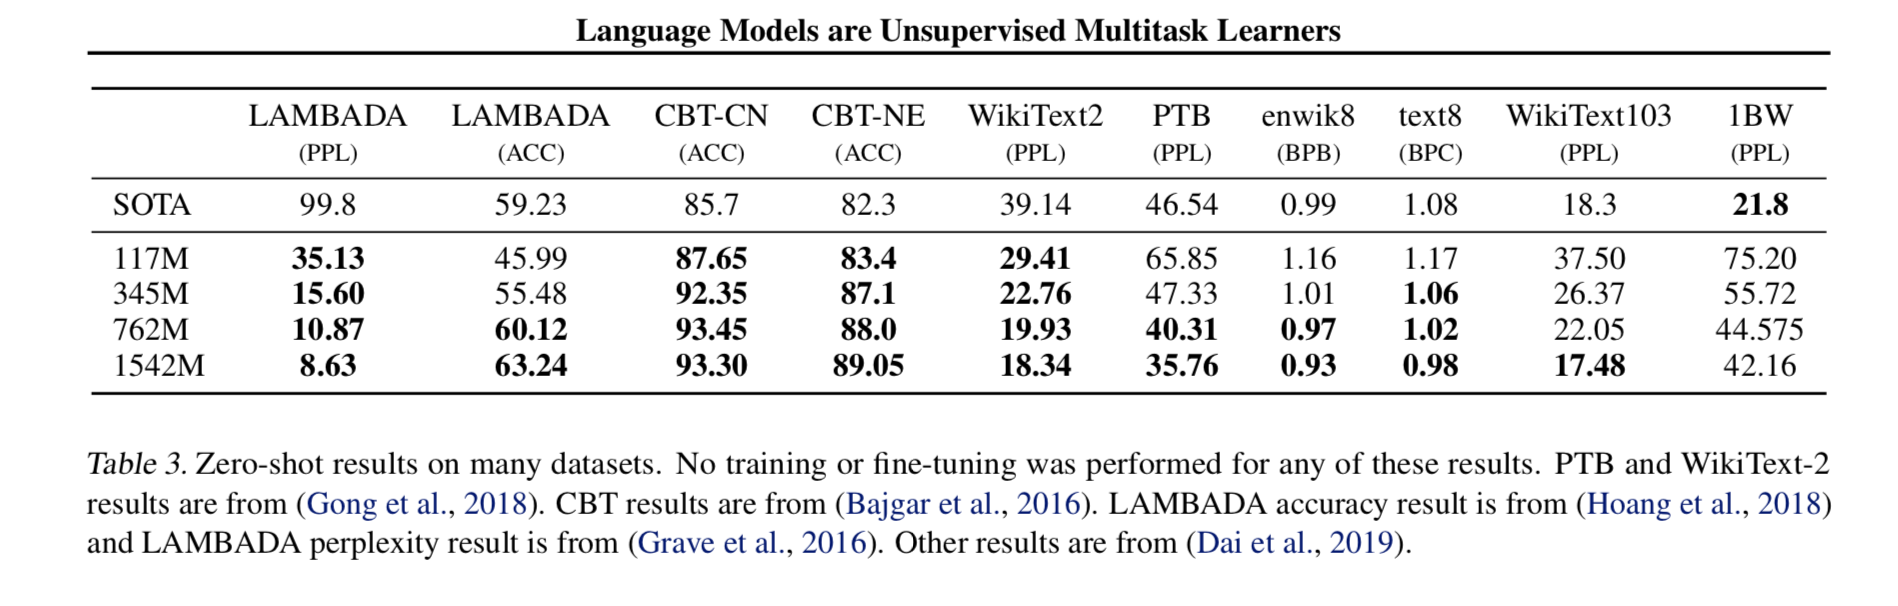 Language Models are Unsupervised Multitask Learners
LAMBADA LAMBADA CBT-CN CBT-NE WikiText2 PTB enwik8 text8 WikiText103 1BW
(PPL) (ACC) (ACC) (ACC) (PPL) (PPL) (BPB) (BPC) (PPL) (PPL)
SOTA 99.8 59.23 85.7 82.3 39.14 46.54 0.99 1.08 18.3 21.8
117M 35.13 45.99 87.65 83.4 29.41 65.85 1.16 1.17 37.50 75.20
345M 15.60 55.48 92.35 87.1 22.76 47.33 1.01 1.06 26.37 55.72
762M 10.87 60.12 93.45 88.0 19.93 40.31 0.97 1.02 22.05 44.575
1542M 8.63 63.24 93.30 89.05 18.34 35.76 0.93 0.98 17.48 42.16
Table 3. Zero-shot results on many datasets. No training or fine-tuning was performed for any of these results. PTB and WikiText-2
results are from (Gong et al., 2018). CBT results are from (Bajgar et al., 2016). LAMBADA accuracy result is from (Hoang et al., 2018)
and LAMBADA perplexity result is from (Grave et al., 2016). Other results are from (Dai et al., 2019).